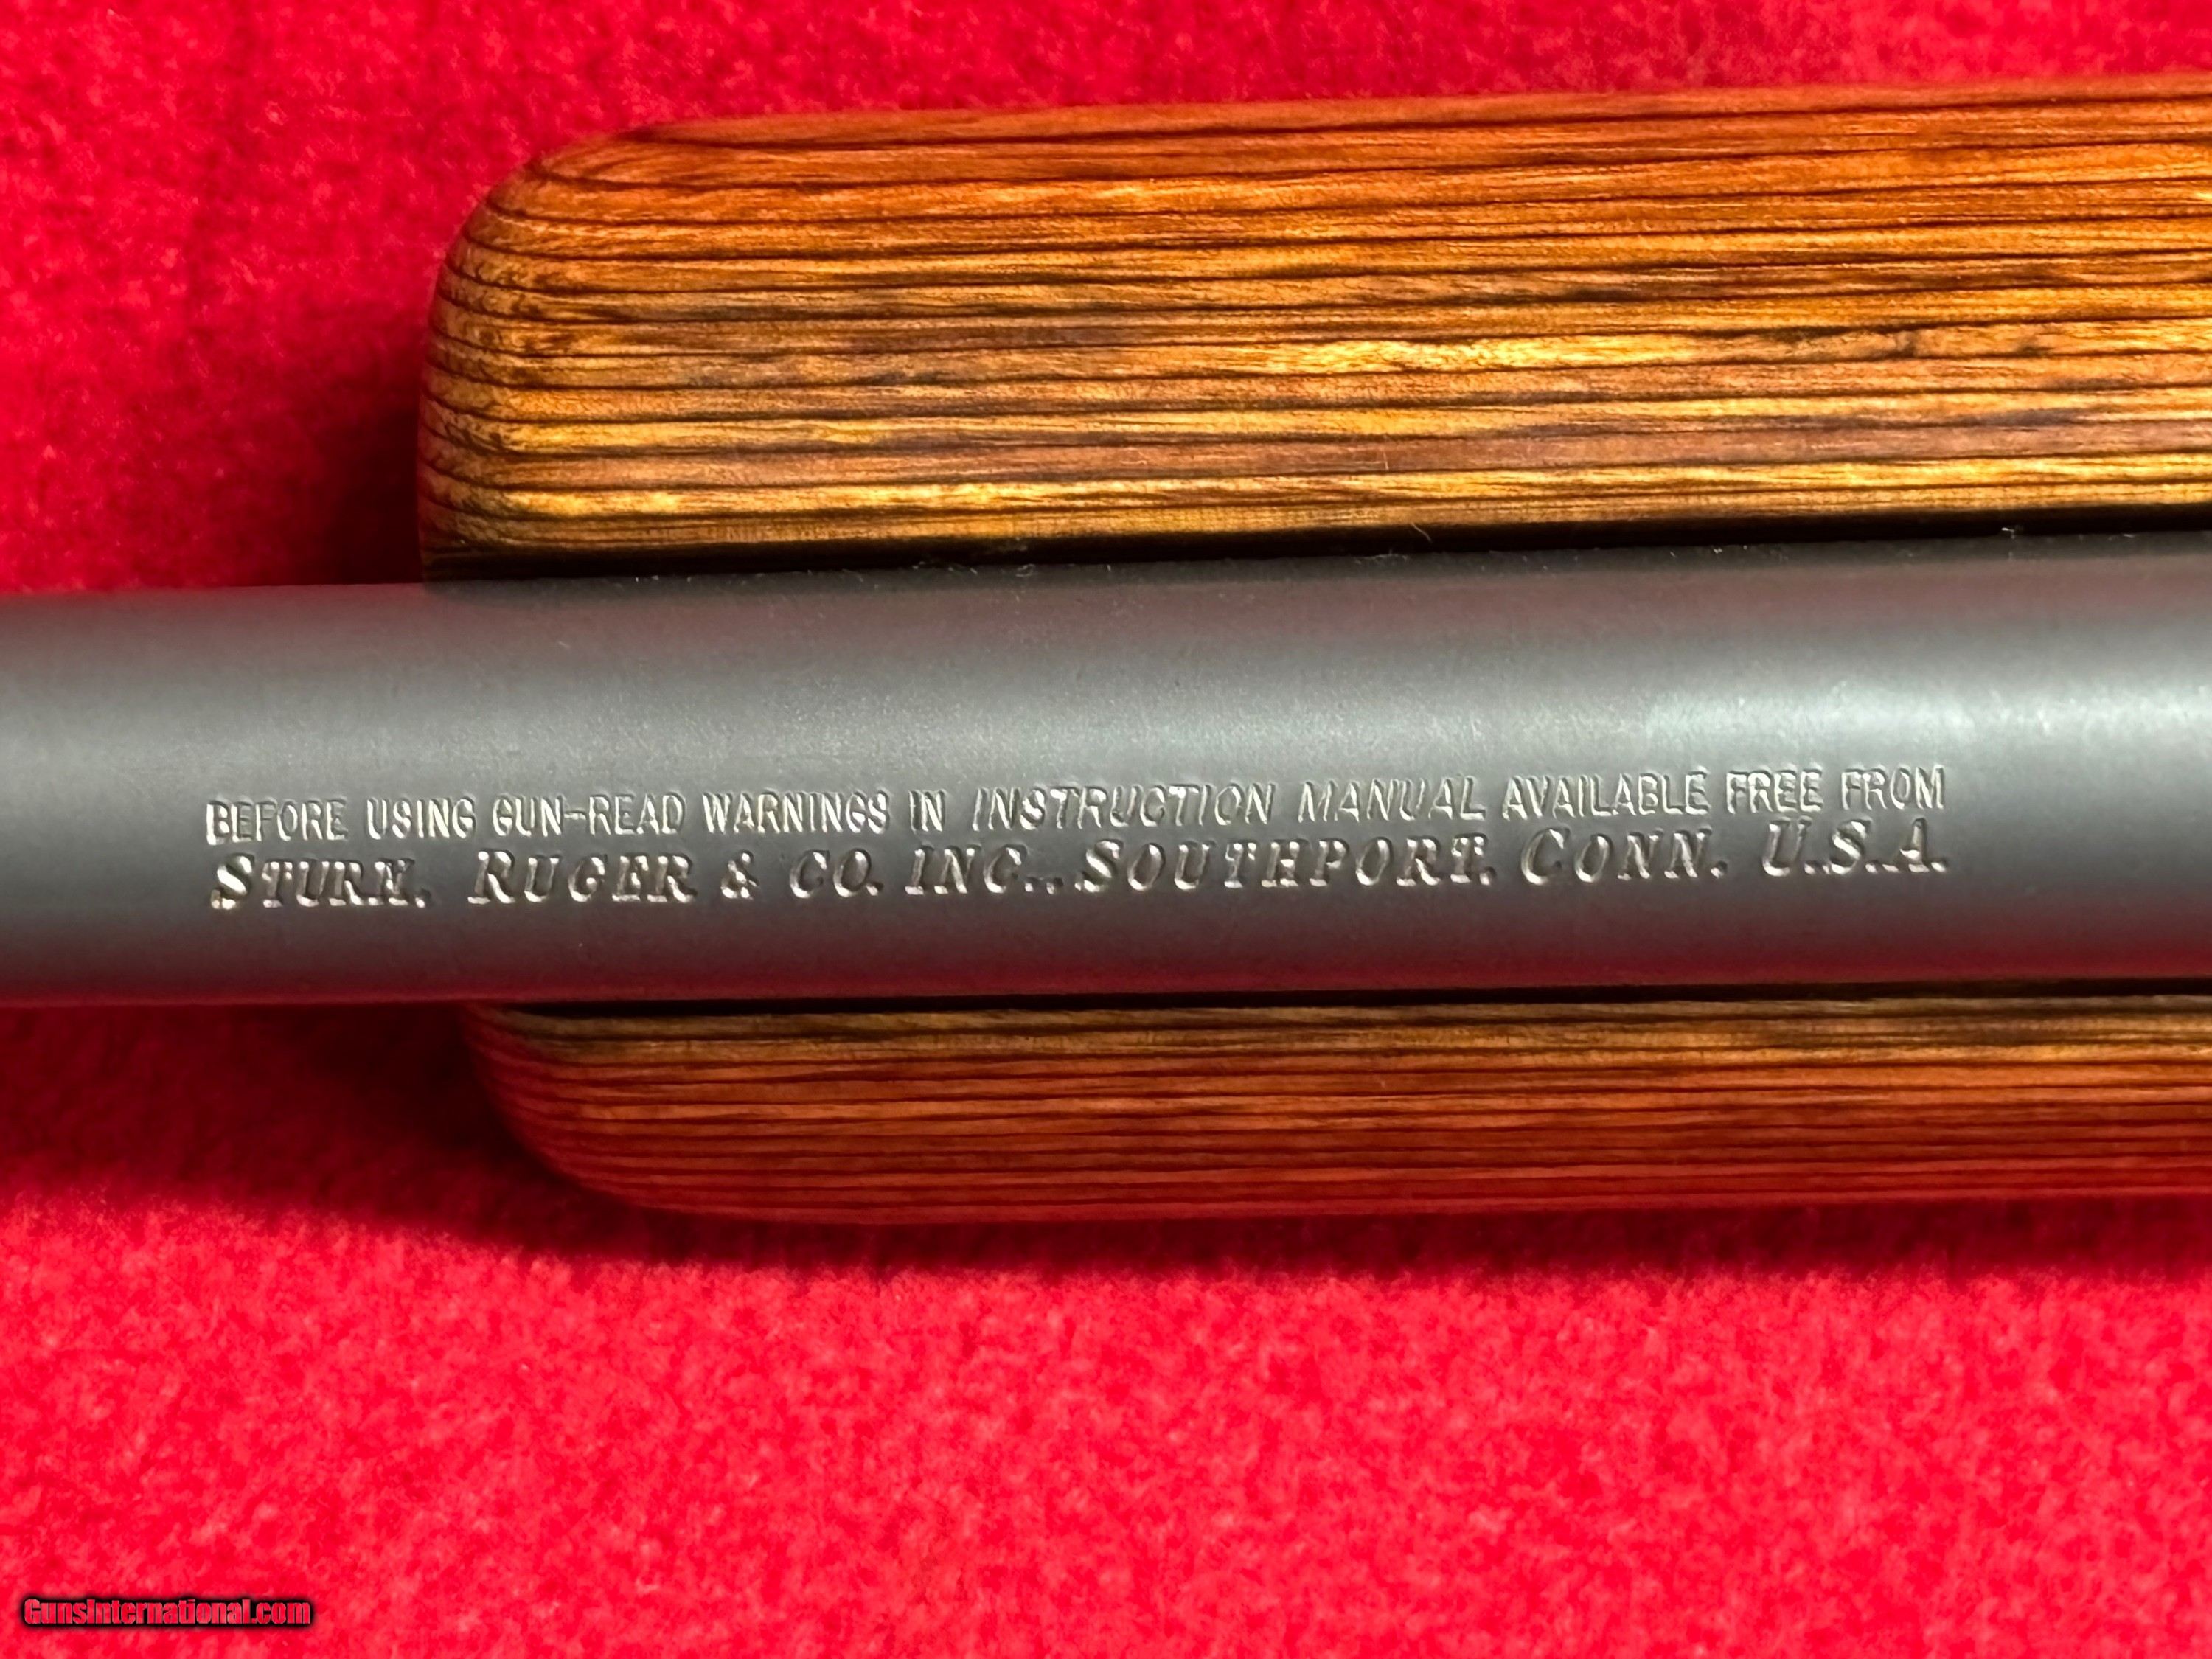 BEFORE USING GUN-READ WARNINGS IN INSTRUCTION MANUAL AVAILABLE FREE FROM
STURM, RUGER & CO. INC., SOUTHPORT, CONN. U.S.A.
GunsInternational.com